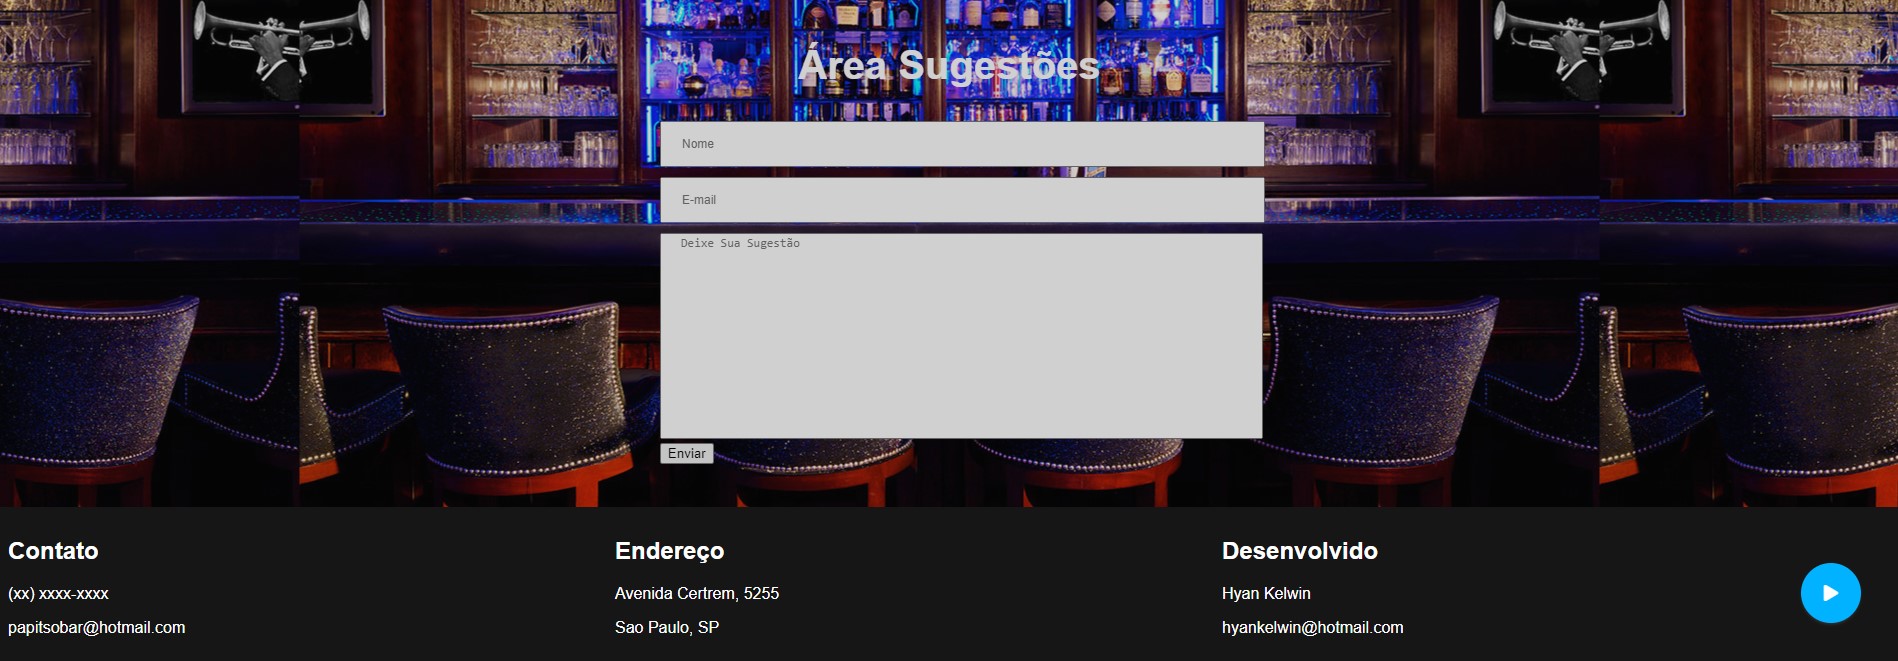 Área Sugestões
Nome
E-mail
Deixe Sua Sugestão
Enviar
Contato
(xx) xxxx-xxxx
papitsobar@hotmail.com
Endereço
Avenida Certrem, 5255
Sao Paulo, SP
Desenvolvido
Hyan Kelwin
hyankelwin@hotmail.com